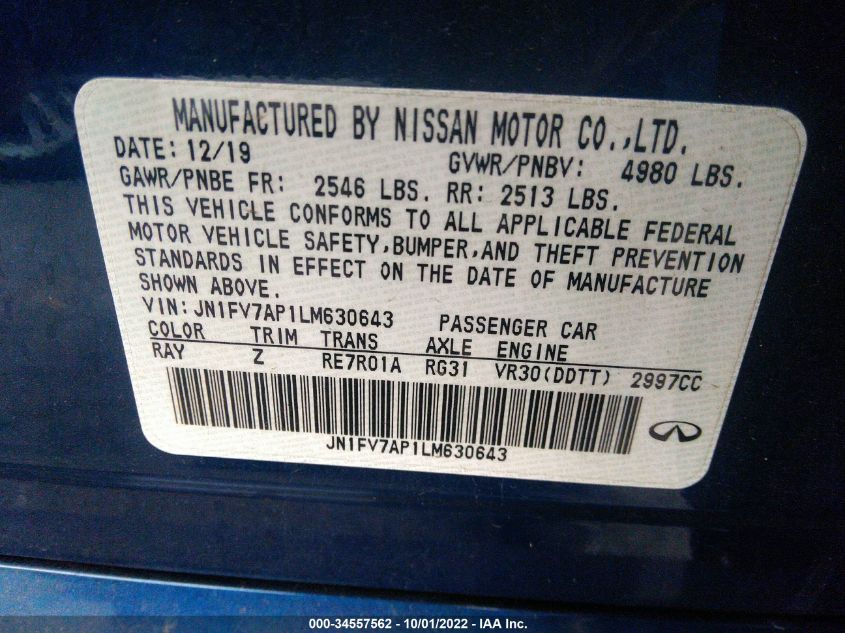 MANUFACTURED BY NISSAN MOTOR CO.,LTD.
DATE: 12/19 GVWR/PNBV: 4980 LBS.
GAWR/PNBE FR: 2546 LBS. RR: 2513 LBS.
THIS VEHICLE CONFORMS TO ALL APPLICABLE FEDERAL
MOTOR VEHICLE SAFETY,BUMPER,AND THEFT PREVENTION
STANDARDS IN EFFECT ON THE DATE OF MANUFACTURE
SHOWN ABOVE.
VIN: JN1FV7AP1LM630643 PASSENGER CAR
COLOR TRIM TRANS AXLE ENGINE
RAY Z RE7R01A RG31 VR30(DDTT) 2997CC
JN1FV7AP1LM630643
000-34557562 - 10/01/2022 - IAA Inc.